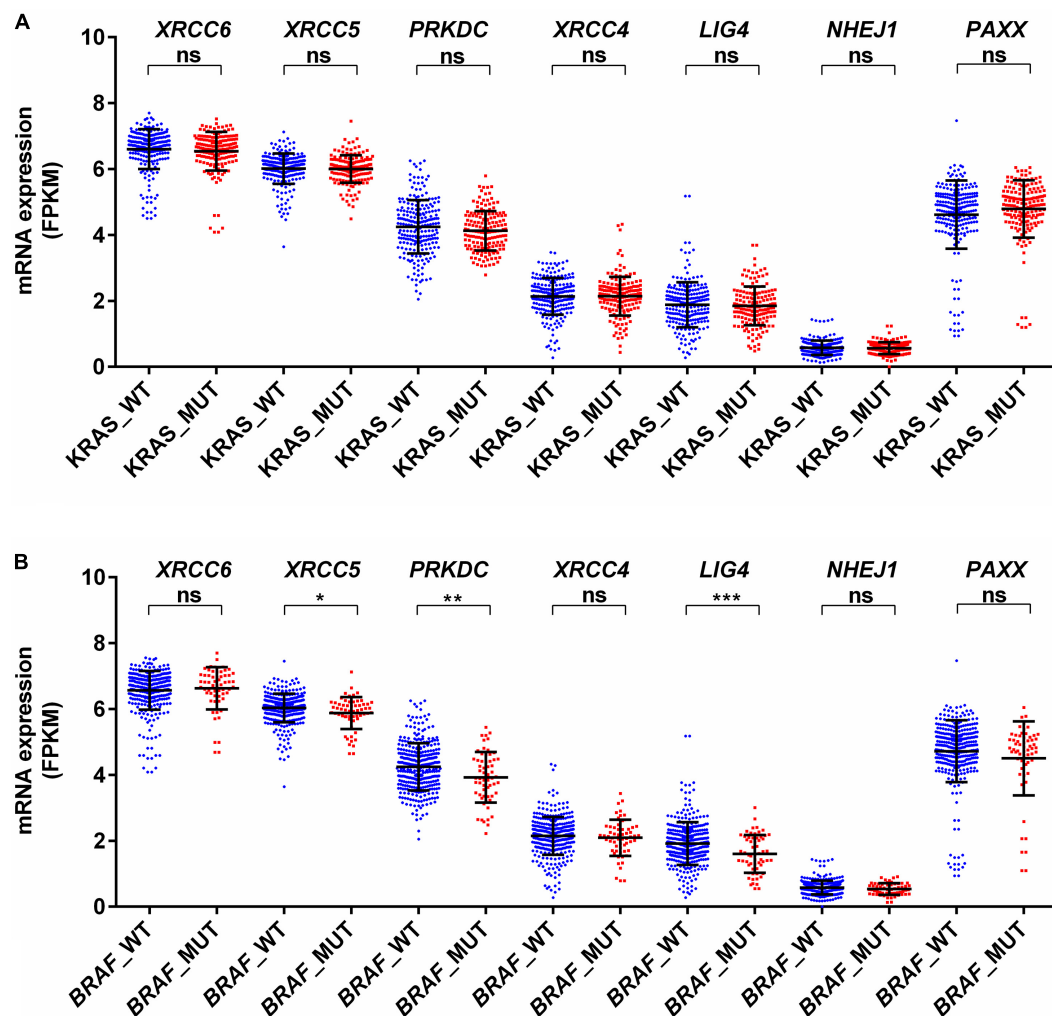 A
XRCC6 XRCC5 PRKDC XRCC4 LIG4 NHEJ1 PAXX
ns ns ns ns ns ns ns
mRNA expression
(FPKM)
10
8
6
4
2
0
KRAS_WT KRAS_MUT KRAS_WT KRAS_MUT KRAS_WT KRAS_MUT KRAS_WT KRAS_MUT KRAS_WT KRAS_MUT KRAS_WT KRAS_MUT KRAS_WT KRAS_MUT
B
XRCC6 XRCC5 PRKDC XRCC4 LIG4 NHEJ1 PAXX
ns * ** ns *** ns ns
mRNA expression
(FPKM)
10
8
6
4
2
0
BRAF_WT BRAF_MUT BRAF_WT BRAF_MUT BRAF_WT BRAF_MUT BRAF_WT BRAF_MUT BRAF_WT BRAF_MUT BRAF_WT BRAF_MUT BRAF_WT BRAF_MUT